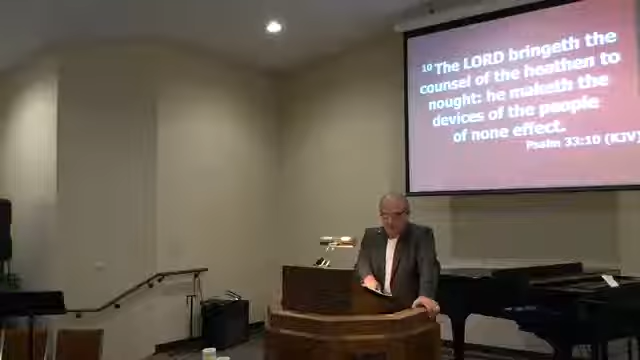 10 The LORD bringeth the
counsel of the heathen to
nought: he maketh the
devices of the people
of none effect.
Psalm 33:10 (KJV)